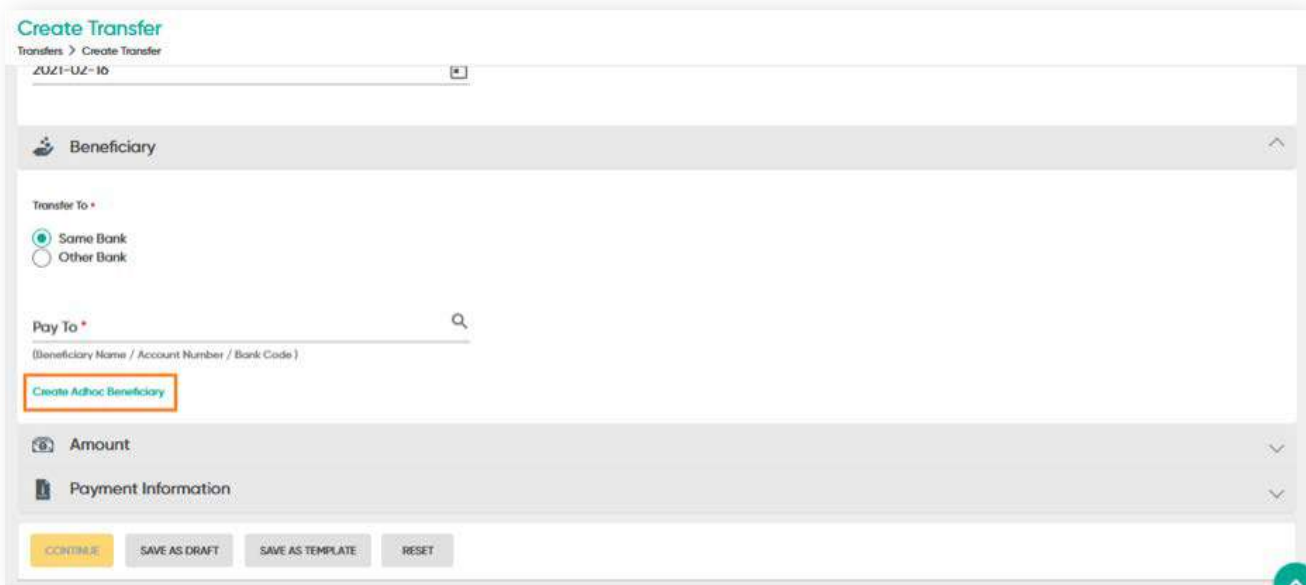 Create Transfer
Transfers > Create Transfer
2021-02-16
Beneficiary
Transfer To *
Same Bank
Other Bank
Pay To *
(Beneficiary Name / Account Number / Bank Code )
Create Adhoc Beneficiary
Amount
Payment Information
CONTINUE SAVE AS DRAFT SAVE AS TEMPLATE RESET